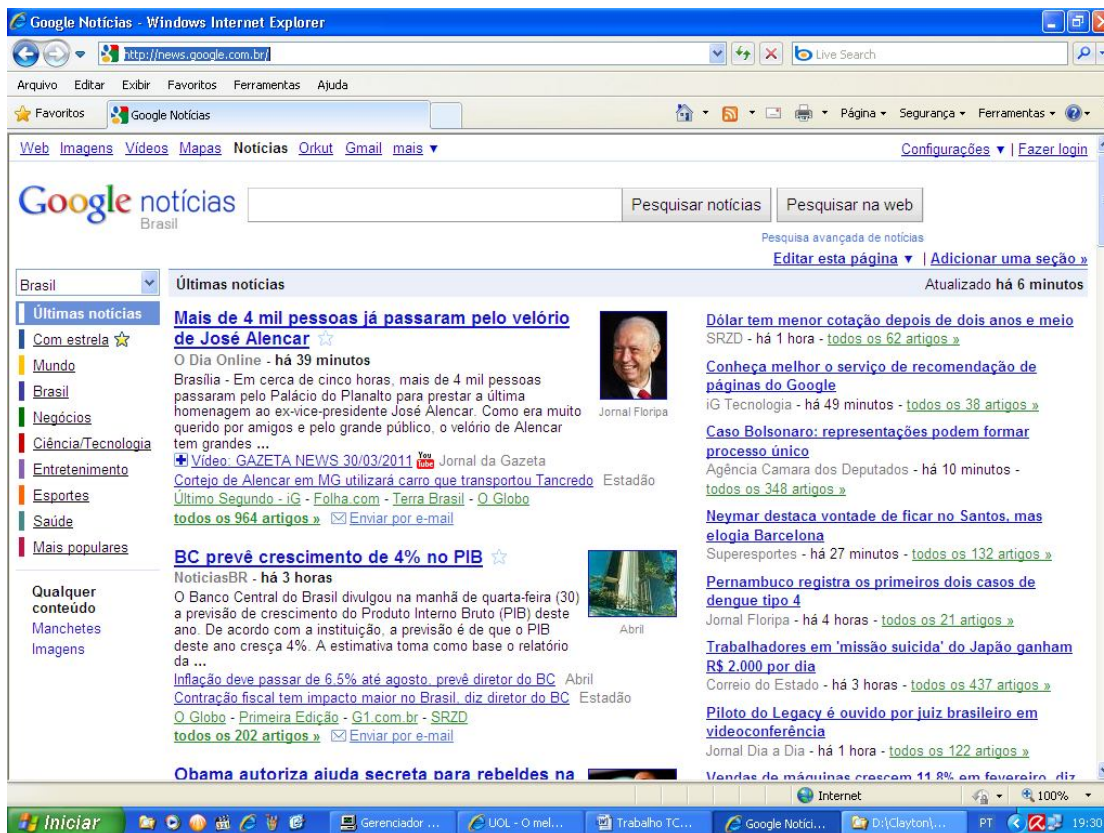 Google Notícias - Windows Internet Explorer
http://news.google.com.br/
Live Search
Arquivo Editar Exibir Favoritos Ferramentas Ajuda
Favoritos Google Notícias Página Segurança Ferramentas
Web Imagens Vídeos Mapas Notícias Orkut Gmail mais ▼ Configurações ▼ | Fazer login
Google notícias
Brasil
Pesquisar notícias Pesquisar na web
Pesquisa avançada de notícias
Editar esta página ▼ | Adicionar uma seção »
Brasil
Últimas notícias
Com estrela
Mundo
Brasil
Negócios
Ciência/Tecnologia
Entretenimento
Esportes
Saúde
Mais populares
Qualquer
conteúdo
Manchetes
Imagens
Últimas notícias Atualizado há 6 minutos
Mais de 4 mil pessoas já passaram pelo velório
de José Alencar
O Dia Online - há 39 minutos
Brasília - Em cerca de cinco horas, mais de 4 mil pessoas
passaram pelo Palácio do Planalto para prestar a última
homenagem ao ex-vice-presidente José Alencar. Como era muito
querido por amigos e pelo grande público, o velório de Alencar
tem grandes ...
Jornal Floripa
Vídeo: GAZETA NEWS 30/03/2011 You Tube Jornal da Gazeta
Cortejo de Alencar em MG utilizará carro que transportou Tancredo Estadão
Último Segundo - iG - Folha.com - Terra Brasil - O Globo
todos os 964 artigos » Enviar por e-mail
BC prevê crescimento de 4% no PIB
NoticiasBR - há 3 horas
O Banco Central do Brasil divulgou na manhã de quarta-feira (30)
a previsão de crescimento do Produto Interno Bruto (PIB) deste
ano. De acordo com a instituição, a previsão é de que o PIB
deste ano cresça 4%. A estimativa toma como base o relatório
da ...
Abril
Inflação deve passar de 6,5% até agosto, prevê diretor do BC Abril
Contração fiscal tem impacto maior no Brasil, diz diretor do BC Estadão
O Globo - Primeira Edição - G1.com.br - SRZD
todos os 202 artigos » Enviar por e-mail
Obama autoriza ajuda secreta para rebeldes na
Dólar tem menor cotação depois de dois anos e meio
SRZD - há 1 hora - todos os 62 artigos »
Conheça melhor o serviço de recomendação de
páginas do Google
iG Tecnologia - há 49 minutos - todos os 38 artigos »
Caso Bolsonaro: representações podem formar
processo único
Agência Camara dos Deputados - há 10 minutos -
todos os 348 artigos »
Neymar destaca vontade de ficar no Santos, mas
elogia Barcelona
Superesportes - há 27 minutos - todos os 132 artigos »
Pernambuco registra os primeiros dois casos de
dengue tipo 4
Jornal Floripa - há 4 horas - todos os 21 artigos »
Trabalhadores em 'missão suicida' do Japão ganham
R$ 2.000 por dia
Correio do Estado - há 3 horas - todos os 437 artigos »
Piloto do Legacy é ouvido por juiz brasileiro em
videoconferência
Jornal Dia a Dia - há 1 hora - todos os 122 artigos »
Vendas de máquinas crescem 11,8% em fevereiro, diz
Internet 100%
Iniciar Gerenciador ... UOL - O mel... Trabalho TC... Google Notíci... D:\Clayton\... PT 19:30